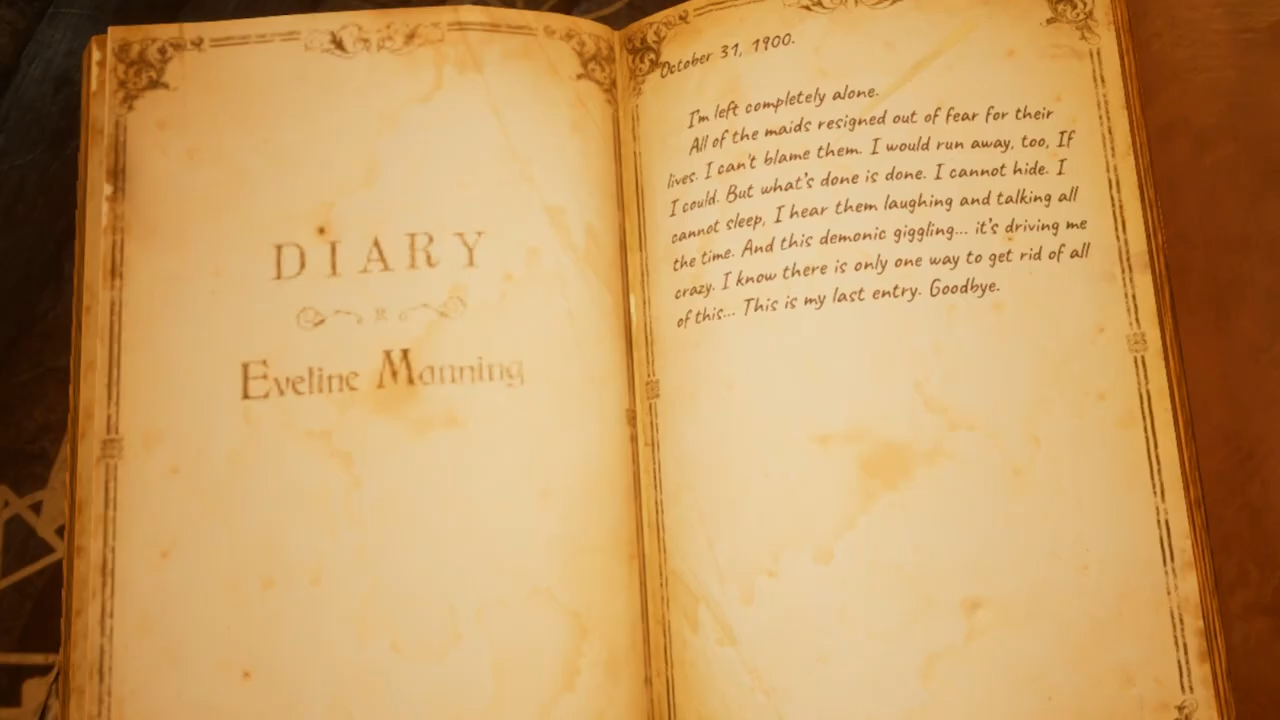 DIARY
R
Eveline Manning
October 31, 1900.
I'm left completely alone.
All of the maids resigned out of fear for their
lives. I can't blame them. I would run away, too, If
I could. But what's done is done. I cannot hide. I
cannot sleep, I hear them laughing and talking all
the time. And this demonic giggling... it's driving me
crazy. I know there is only one way to get rid of all
of this... This is my last entry. Goodbye.